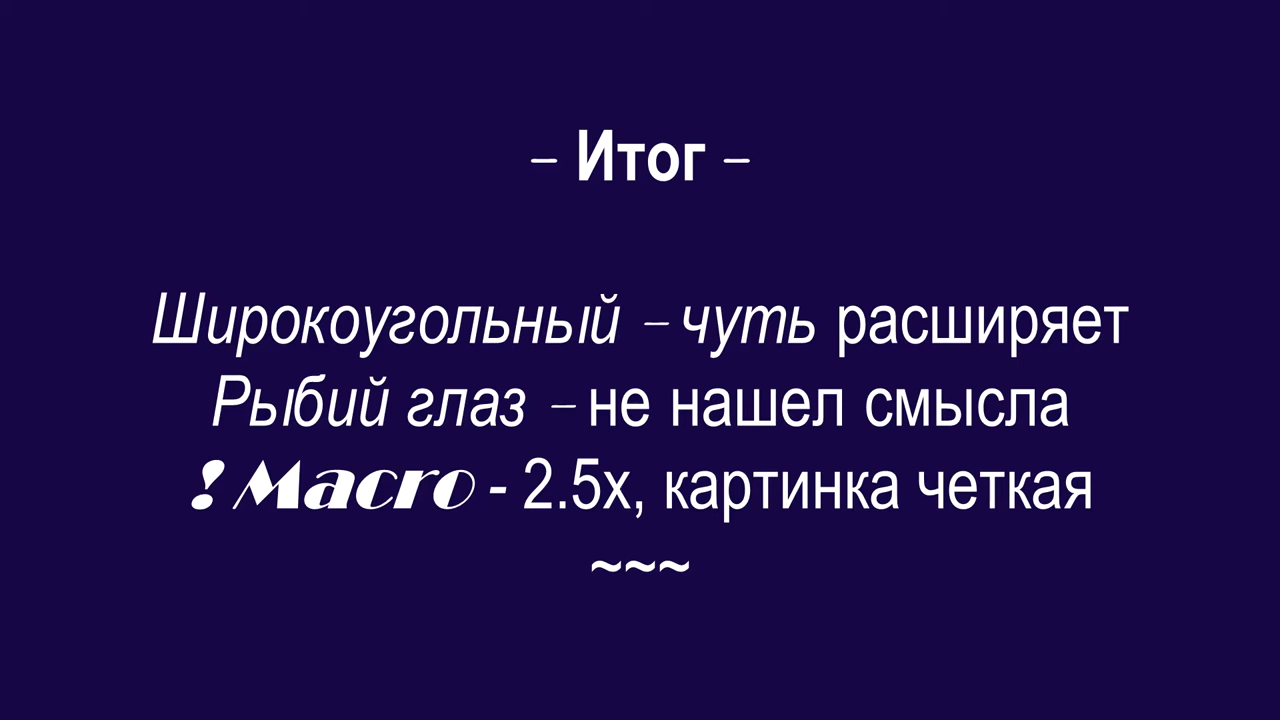 – Итог –
Широкоугольный – чуть расширяет
Рыбий глаз – не нашел смысла
! Macro - 2.5x, картинка четкая
~~~